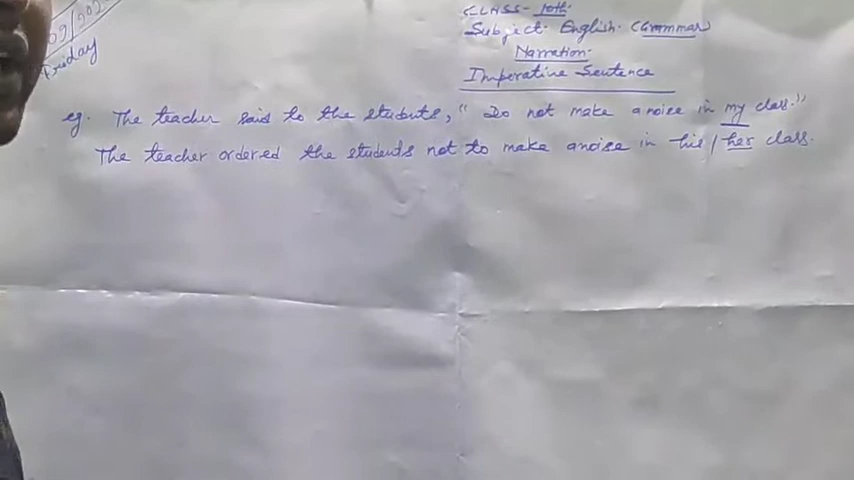 Friday
CLASS- 10th
Subject- English- (Grammar)
Narration-
Imperative Sentence
eg. The teacher said to the students, "Do not make a noise in my class."
The teacher ordered the students not to make a noise in his/her class.